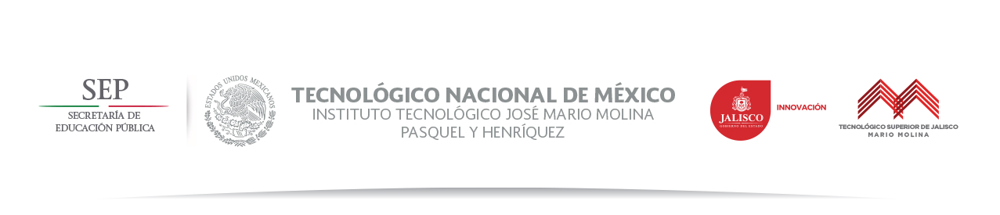 SEP
SECRETARÍA DE
EDUCACIÓN PÚBLICA
ESTADOS UNIDOS MEXICANOS
TECNOLÓGICO NACIONAL DE MÉXICO
INSTITUTO TECNOLÓGICO JOSÉ MARIO MOLINA
PASQUEL Y HENRÍQUEZ
JALISCO
GOBIERNO DEL ESTADO
INNOVACIÓN
TECNOLÓGICO SUPERIOR DE JALISCO
MARIO MOLINA